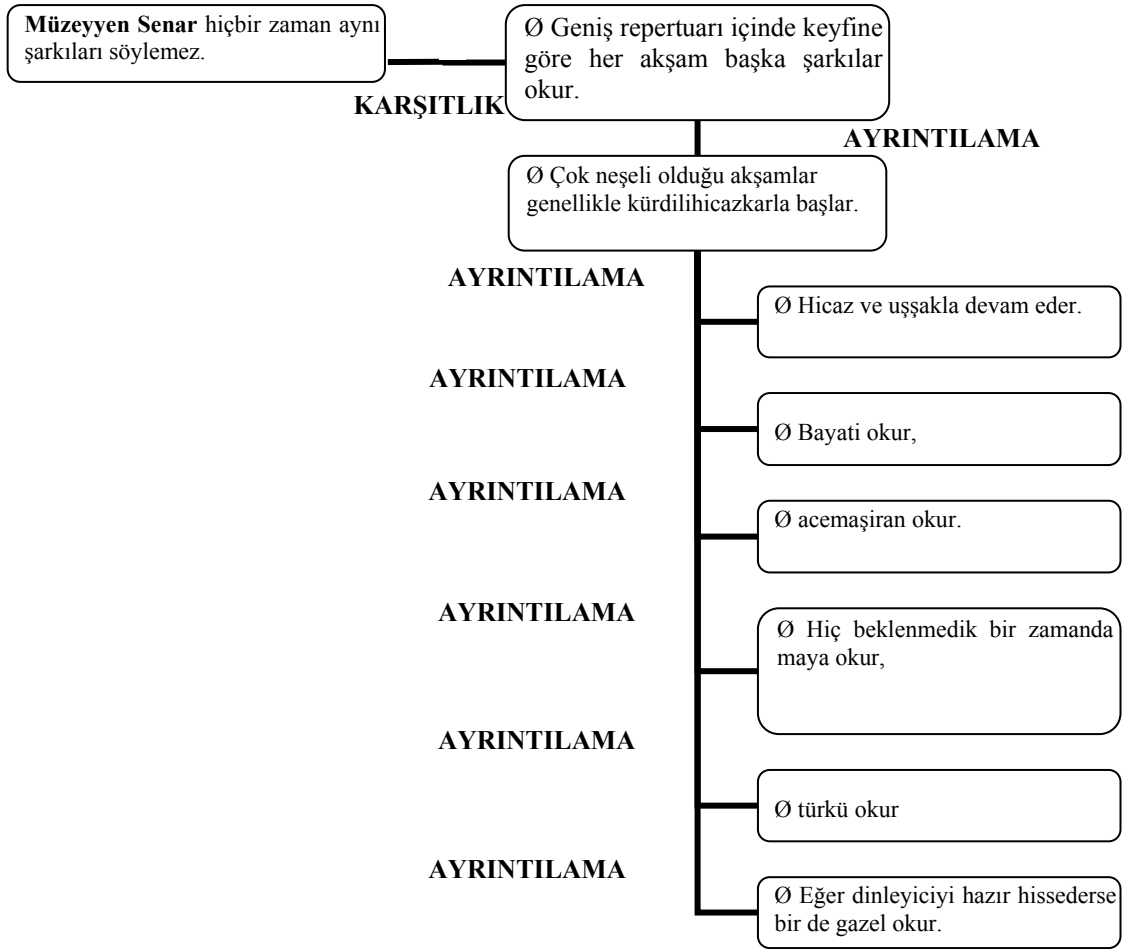 Müzeyyen Senar hiçbir zaman aynı
şarkıları söylemez.
Ø Geniş repertuarı içinde keyfine
göre her akşam başka şarkılar
okur.
KARŞITLIK
AYRINTILAMA
Ø Çok neşeli olduğu akşamlar
genellikle kürdilihicazkarla başlar.
AYRINTILAMA
Ø Hicaz ve uşşakla devam eder.
AYRINTILAMA
Ø Bayati okur,
AYRINTILAMA
Ø acemaşiran okur.
AYRINTILAMA
Ø Hiç beklenmedik bir zamanda
maya okur,
AYRINTILAMA
Ø türkü okur
AYRINTILAMA
Ø Eğer dinleyiciyi hazır hissederse
bir de gazel okur.